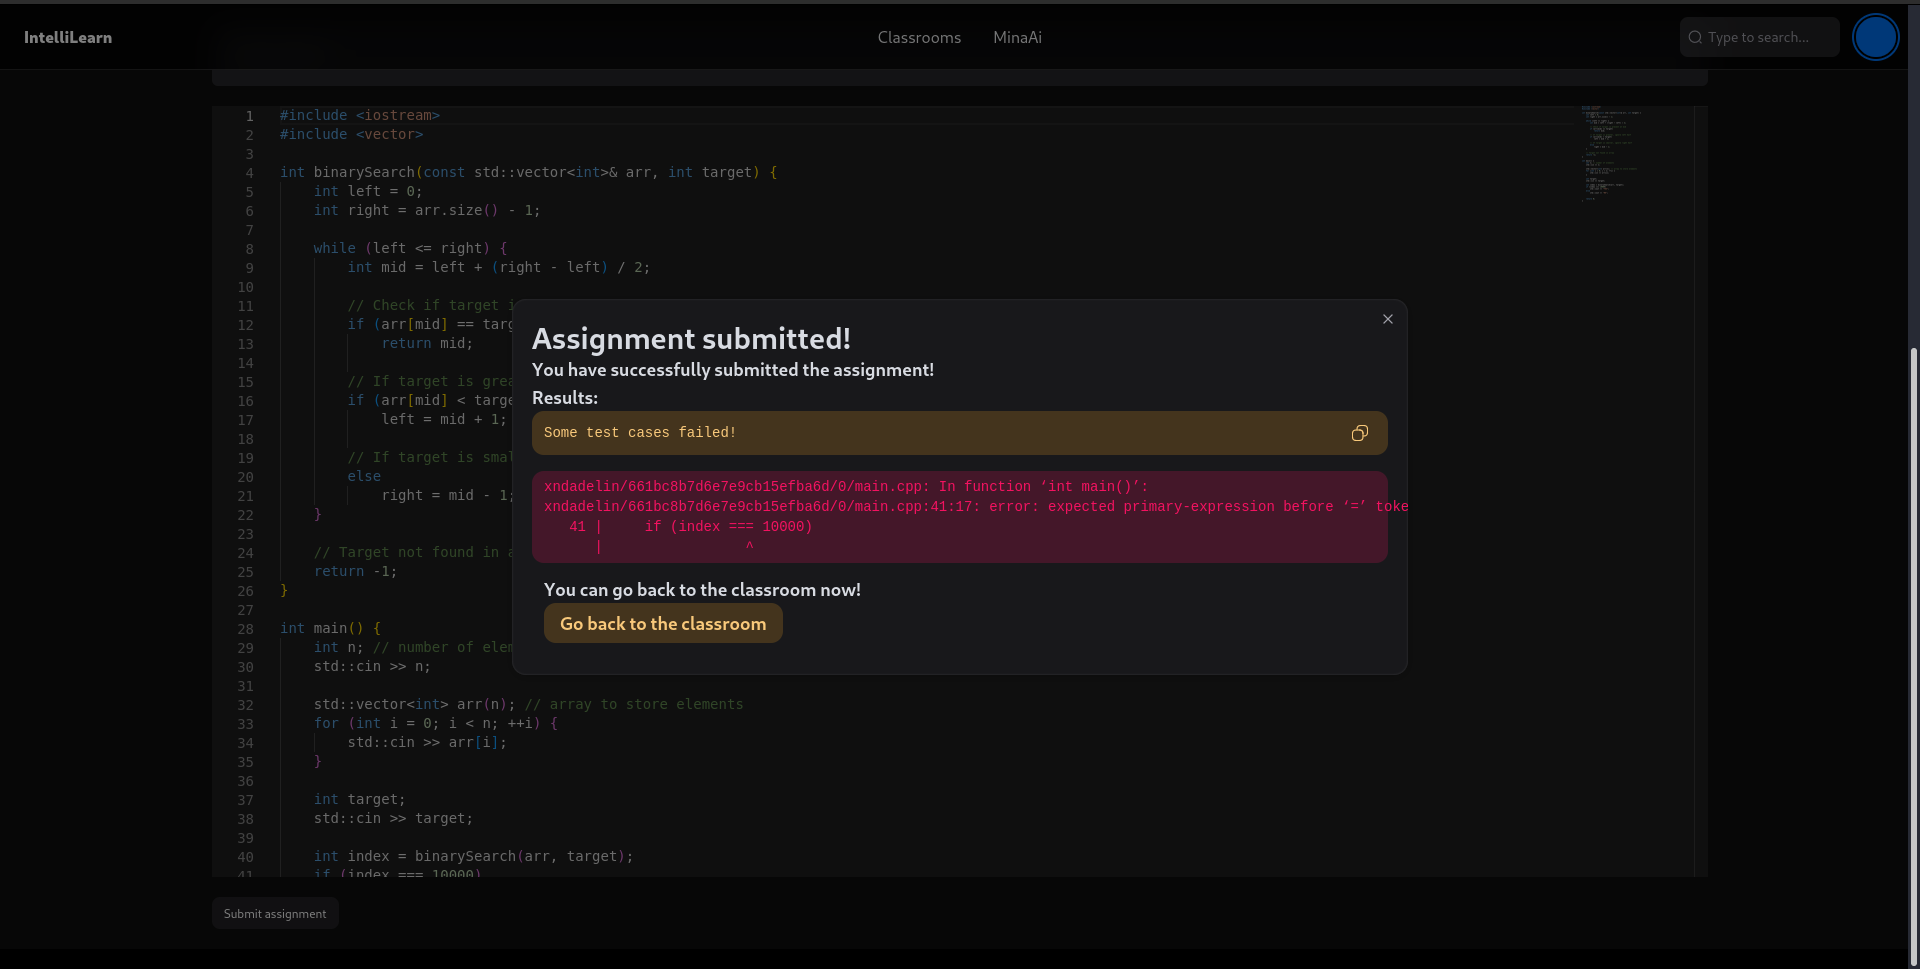 IntelliLearn
Classrooms
MinaAi
Type to search...
1 #include <iostream>
2 #include <vector>
3
4 int binarySearch(const std::vector<int>& arr, int target) {
5 int left = 0;
6 int right = arr.size() - 1;
7
8 while (left <= right) {
9 int mid = left + (right - left) / 2;
10
11 // Check if target i
12 if (arr[mid] == targ
13 return mid;
14
15 // If target is grea
16 if (arr[mid] < targe
17 left = mid + 1;
18
19 // If target is smal
20 else
21 right = mid - 1;
22 }
23
24 // Target not found in a
25 return -1;
26 }
27
28 int main() {
29 int n; // number of elem
30 std::cin >> n;
31
32 std::vector<int> arr(n); // array to store elements
33 for (int i = 0; i < n; ++i) {
34 std::cin >> arr[i];
35 }
36
37 int target;
38 std::cin >> target;
39
40 int index = binarySearch(arr, target);
41 if (index === 10000)
Assignment submitted!
You have successfully submitted the assignment!
Results:
Some test cases failed!
xndadelin/661bc8b7d6e7e9cb15efba6d/0/main.cpp: In function ‘int main()’:
xndadelin/661bc8b7d6e7e9cb15efba6d/0/main.cpp:41:17: error: expected primary-expression before ‘=’ toke
41 | if (index === 10000)
| ^
You can go back to the classroom now!
Go back to the classroom
Submit assignment